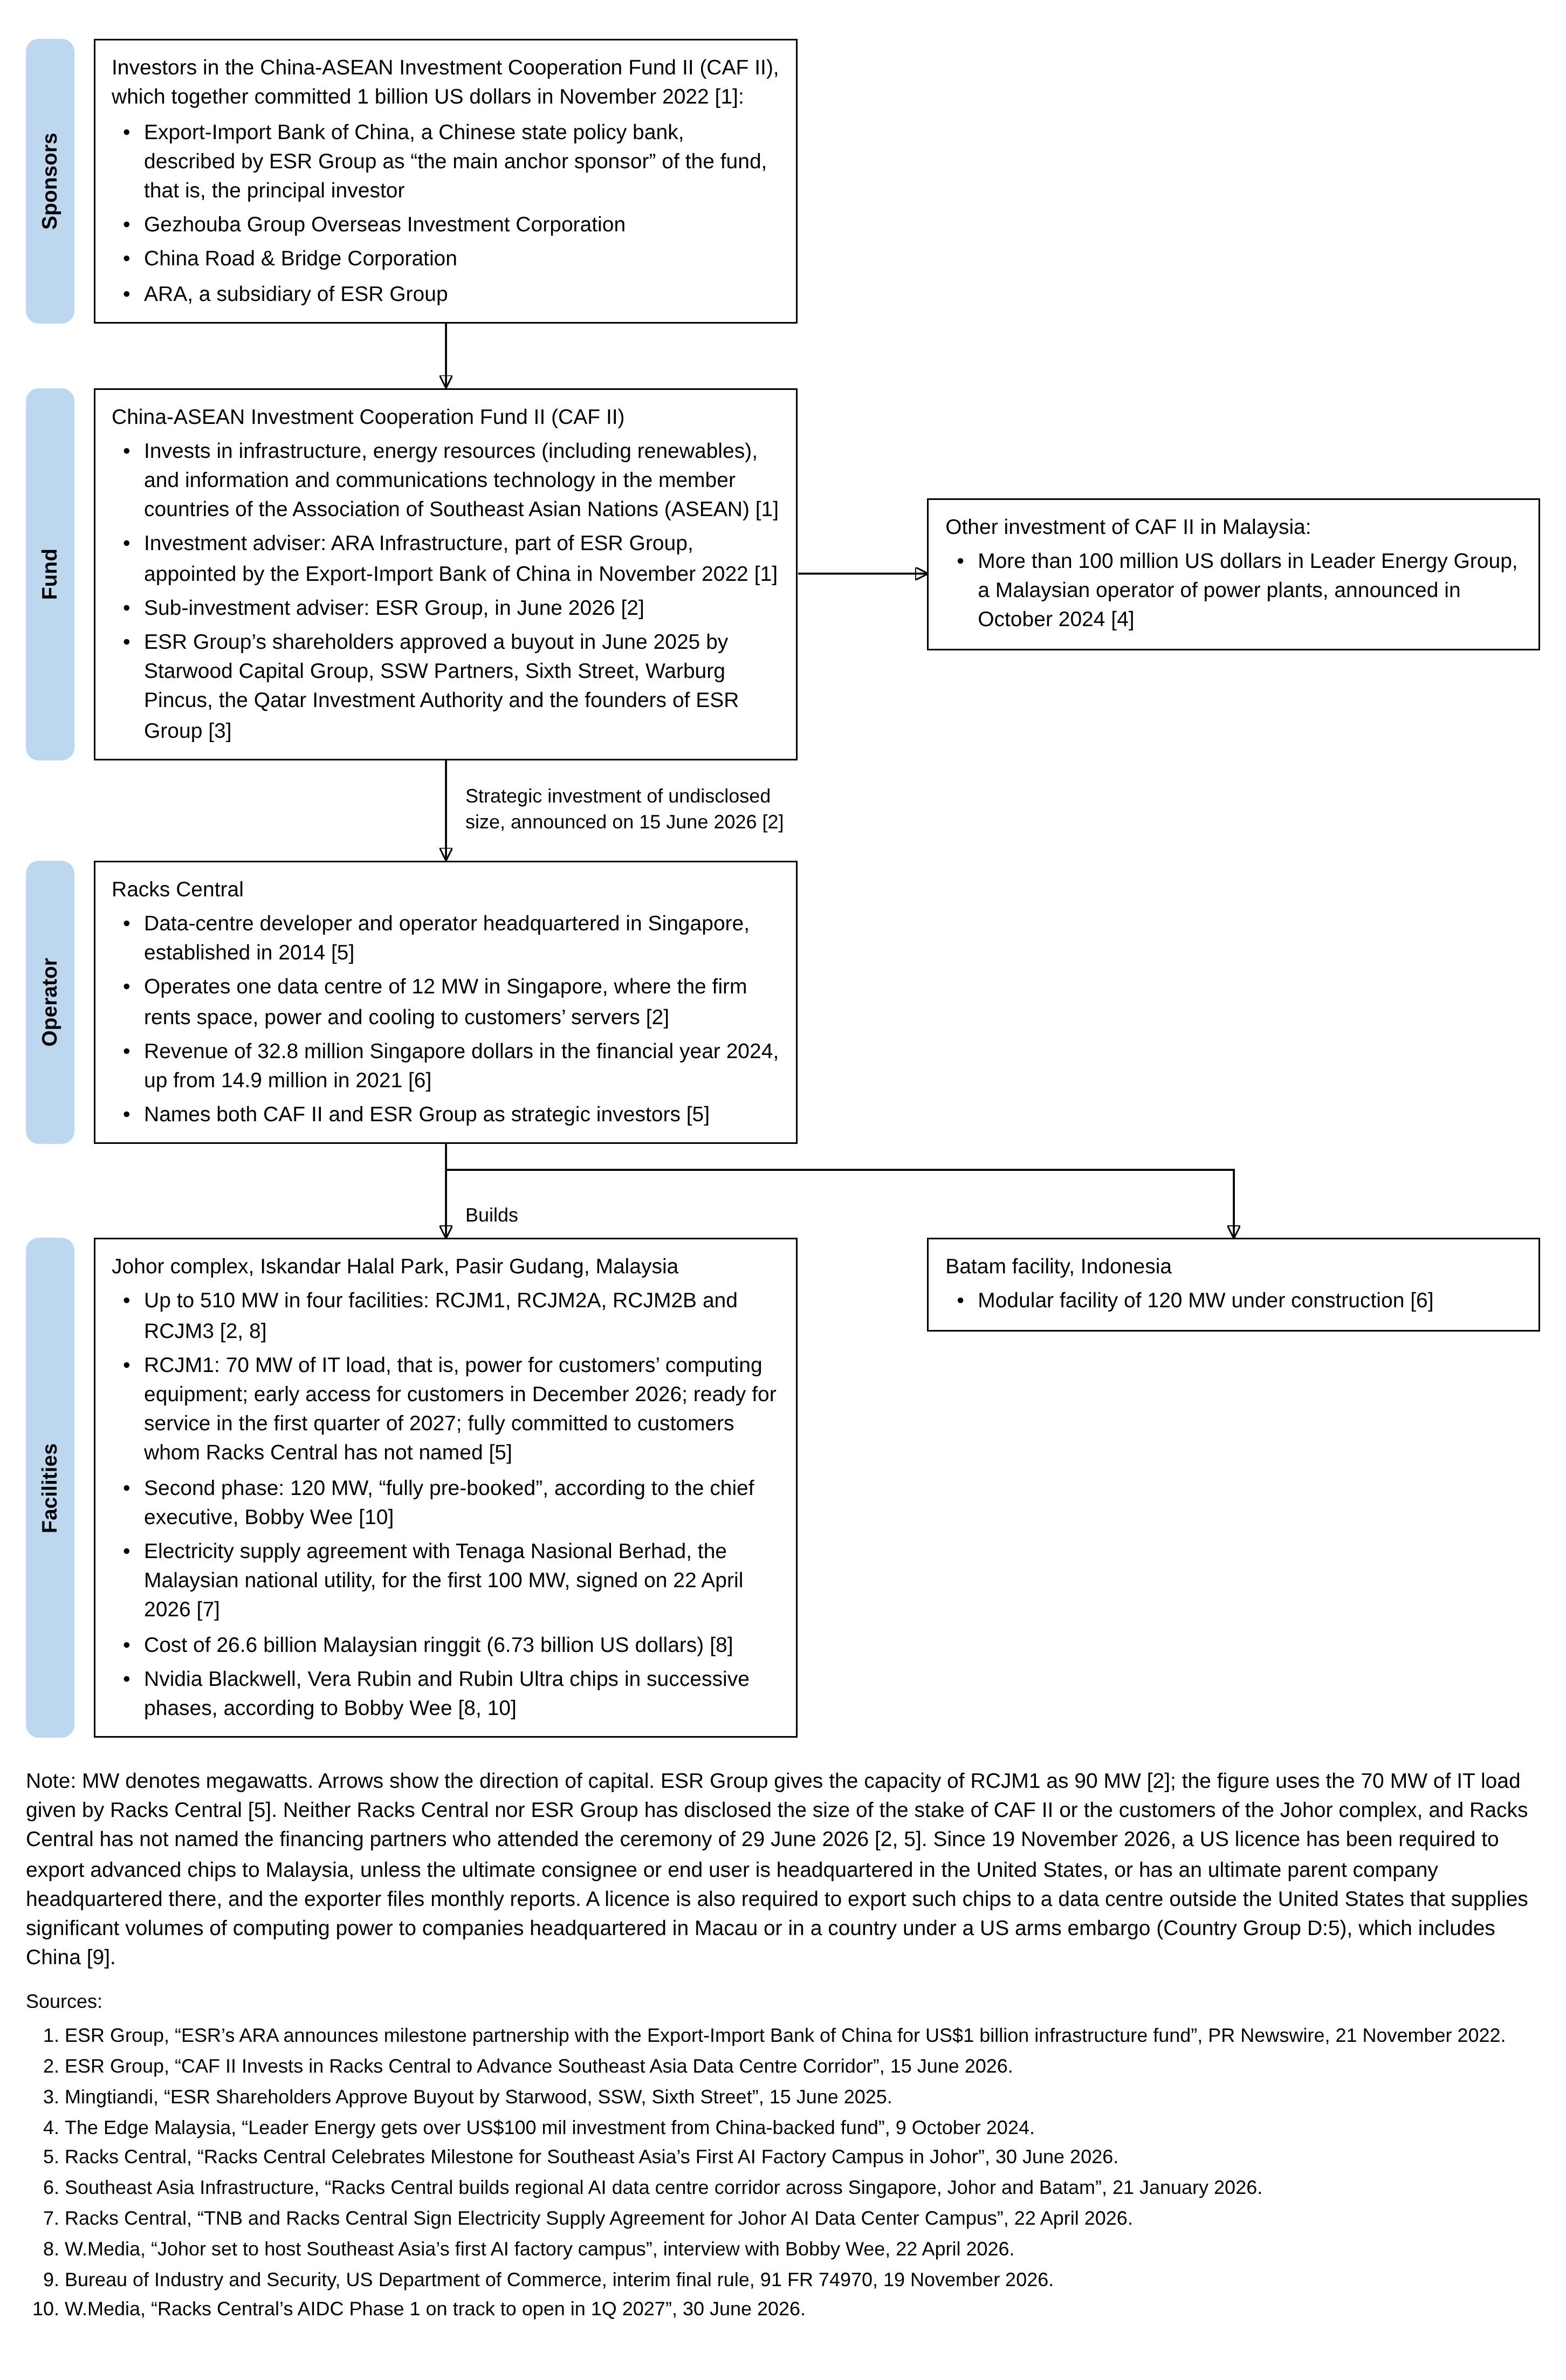 Sponsors
Investors in the China-ASEAN Investment Cooperation Fund II (CAF II),
which together committed 1 billion US dollars in November 2022 [1]:
• Export-Import Bank of China, a Chinese state policy bank,
described by ESR Group as “the main anchor sponsor” of the fund,
that is, the principal investor
• Gezhouba Group Overseas Investment Corporation
• China Road & Bridge Corporation
• ARA, a subsidiary of ESR Group
Fund
China-ASEAN Investment Cooperation Fund II (CAF II)
• Invests in infrastructure, energy resources (including renewables),
and information and communications technology in the member
countries of the Association of Southeast Asian Nations (ASEAN) [1]
• Investment adviser: ARA Infrastructure, part of ESR Group,
appointed by the Export-Import Bank of China in November 2022 [1]
• Sub-investment adviser: ESR Group, in June 2026 [2]
• ESR Group’s shareholders approved a buyout in June 2025 by
Starwood Capital Group, SSW Partners, Sixth Street, Warburg
Pincus, the Qatar Investment Authority and the founders of ESR
Group [3]
Other investment of CAF II in Malaysia:
• More than 100 million US dollars in Leader Energy Group,
a Malaysian operator of power plants, announced in
October 2024 [4]
Strategic investment of undisclosed
size, announced on 15 June 2026 [2]
Operator
Racks Central
• Data-centre developer and operator headquartered in Singapore,
established in 2014 [5]
• Operates one data centre of 12 MW in Singapore, where the firm
rents space, power and cooling to customers’ servers [2]
• Revenue of 32.8 million Singapore dollars in the financial year 2024,
up from 14.9 million in 2021 [6]
• Names both CAF II and ESR Group as strategic investors [5]
Builds
Facilities
Johor complex, Iskandar Halal Park, Pasir Gudang, Malaysia
• Up to 510 MW in four facilities: RCJM1, RCJM2A, RCJM2B and
RCJM3 [2, 8]
• RCJM1: 70 MW of IT load, that is, power for customers’ computing
equipment; early access for customers in December 2026; ready for
service in the first quarter of 2027; fully committed to customers
whom Racks Central has not named [5]
• Second phase: 120 MW, “fully pre-booked”, according to the chief
executive, Bobby Wee [10]
• Electricity supply agreement with Tenaga Nasional Berhad, the
Malaysian national utility, for the first 100 MW, signed on 22 April
2026 [7]
• Cost of 26.6 billion Malaysian ringgit (6.73 billion US dollars) [8]
• Nvidia Blackwell, Vera Rubin and Rubin Ultra chips in successive
phases, according to Bobby Wee [8, 10]
Batam facility, Indonesia
• Modular facility of 120 MW under construction [6]
Note: MW denotes megawatts. Arrows show the direction of capital. ESR Group gives the capacity of RCJM1 as 90 MW [2]; the figure uses the 70 MW of IT load
given by Racks Central [5]. Neither Racks Central nor ESR Group has disclosed the size of the stake of CAF II or the customers of the Johor complex, and Racks
Central has not named the financing partners who attended the ceremony of 29 June 2026 [2, 5]. Since 19 November 2026, a US licence has been required to
export advanced chips to Malaysia, unless the ultimate consignee or end user is headquartered in the United States, or has an ultimate parent company
headquartered there, and the exporter files monthly reports. A licence is also required to export such chips to a data centre outside the United States that supplies
significant volumes of computing power to companies headquartered in Macau or in a country under a US arms embargo (Country Group D:5), which includes
China [9].
Sources:
1. ESR Group, “ESR’s ARA announces milestone partnership with the Export-Import Bank of China for US$1 billion infrastructure fund”, PR Newswire, 21 November 2022.
2. ESR Group, “CAF II Invests in Racks Central to Advance Southeast Asia Data Centre Corridor”, 15 June 2026.
3. Mingtiandi, “ESR Shareholders Approve Buyout by Starwood, SSW, Sixth Street”, 15 June 2025.
4. The Edge Malaysia, “Leader Energy gets over US$100 mil investment from China-backed fund”, 9 October 2024.
5. Racks Central, “Racks Central Celebrates Milestone for Southeast Asia’s First AI Factory Campus in Johor”, 30 June 2026.
6. Southeast Asia Infrastructure, “Racks Central builds regional AI data centre corridor across Singapore, Johor and Batam”, 21 January 2026.
7. Racks Central, “TNB and Racks Central Sign Electricity Supply Agreement for Johor AI Data Center Campus”, 22 April 2026.
8. W.Media, “Johor set to host Southeast Asia’s first AI factory campus”, interview with Bobby Wee, 22 April 2026.
9. Bureau of Industry and Security, US Department of Commerce, interim final rule, 91 FR 74970, 19 November 2026.
10. W.Media, “Racks Central’s AIDC Phase 1 on track to open in 1Q 2027”, 30 June 2026.